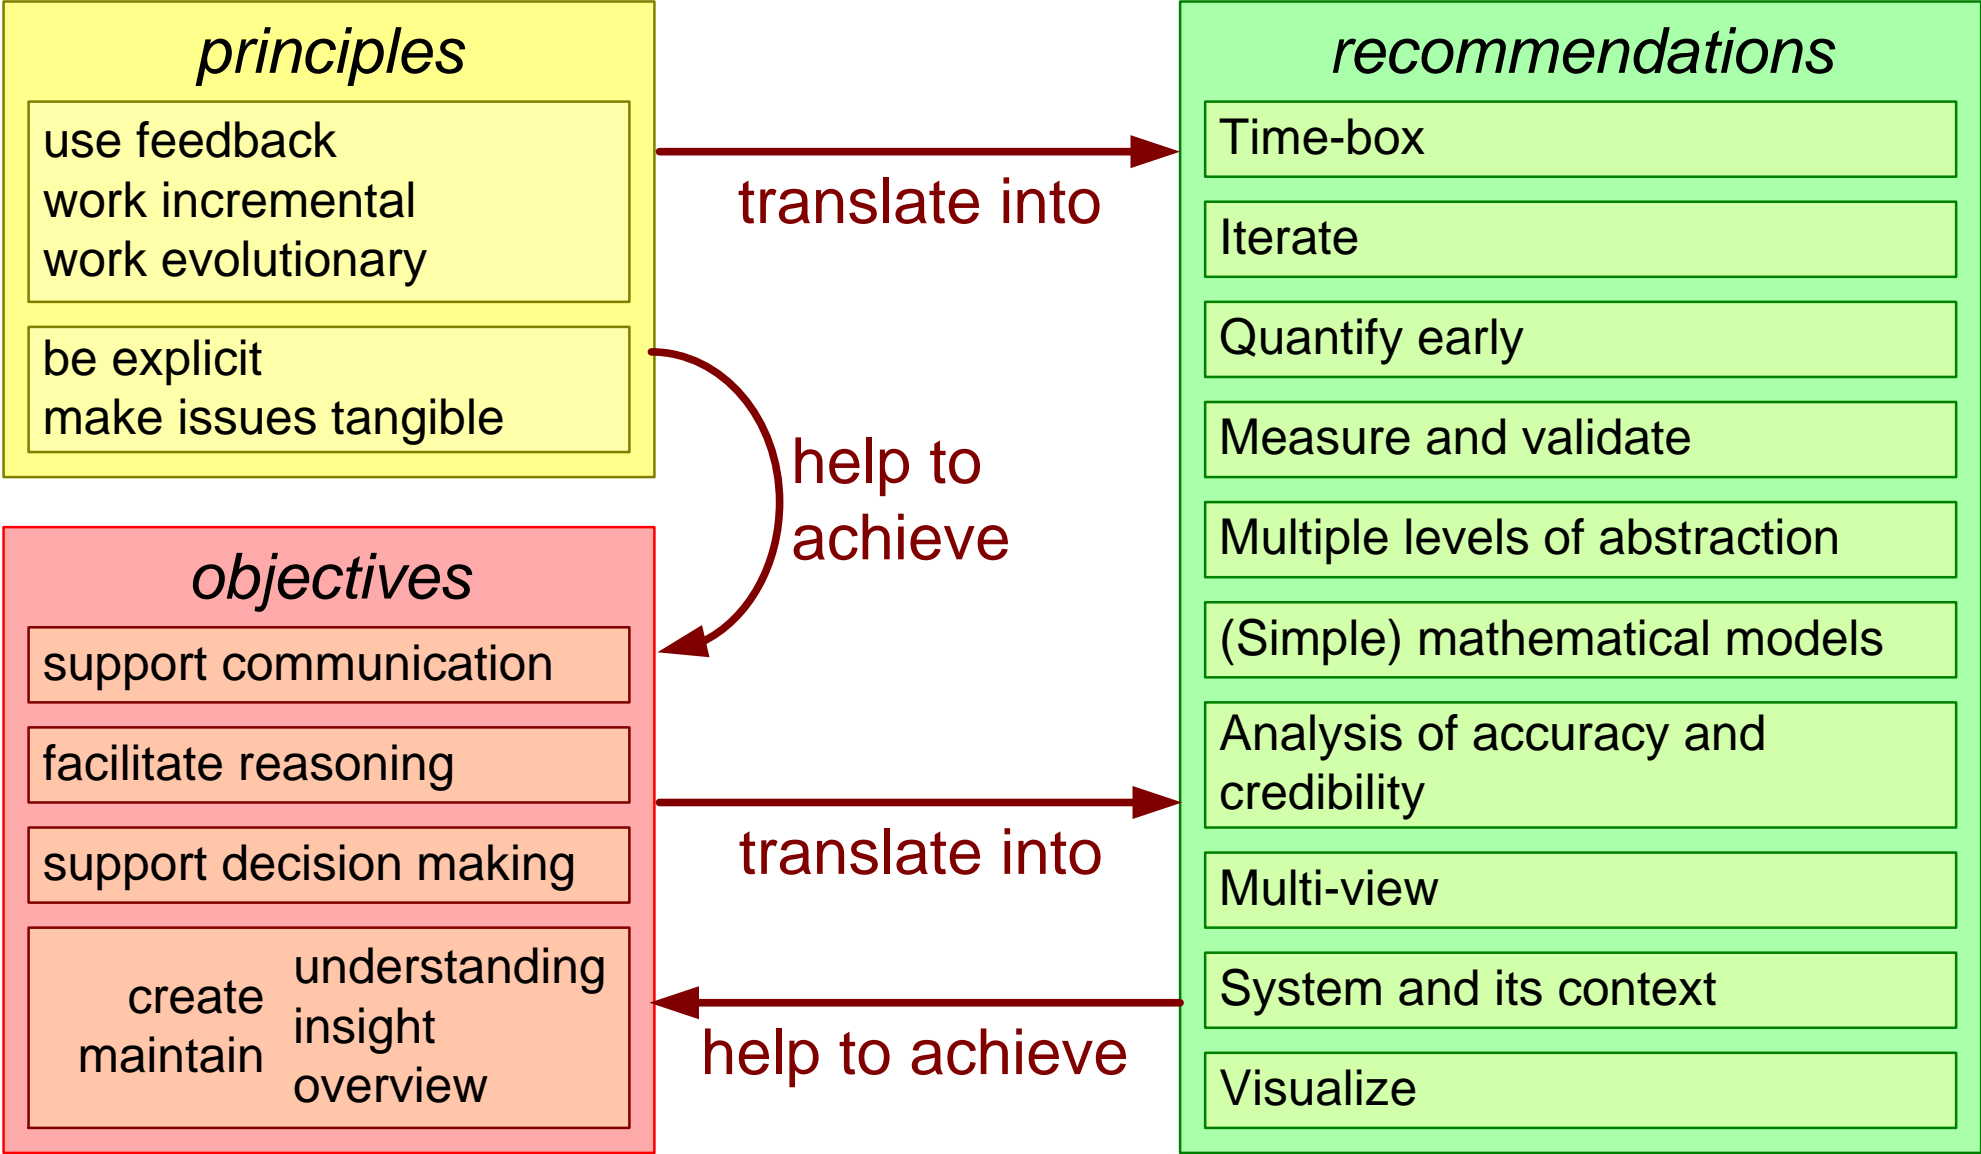 principles
use feedback
work incremental
work evolutionary
be explicit
make issues tangible
objectives
support communication
facilitate reasoning
support decision making
create
maintain
understanding
insight
overview
translate into
help to
achieve
translate into
help to achieve
recommendations
Time-box
Iterate
Quantify early
Measure and validate
Multiple levels of abstraction
(Simple) mathematical models
Analysis of accuracy and
credibility
Multi-view
System and its context
Visualize